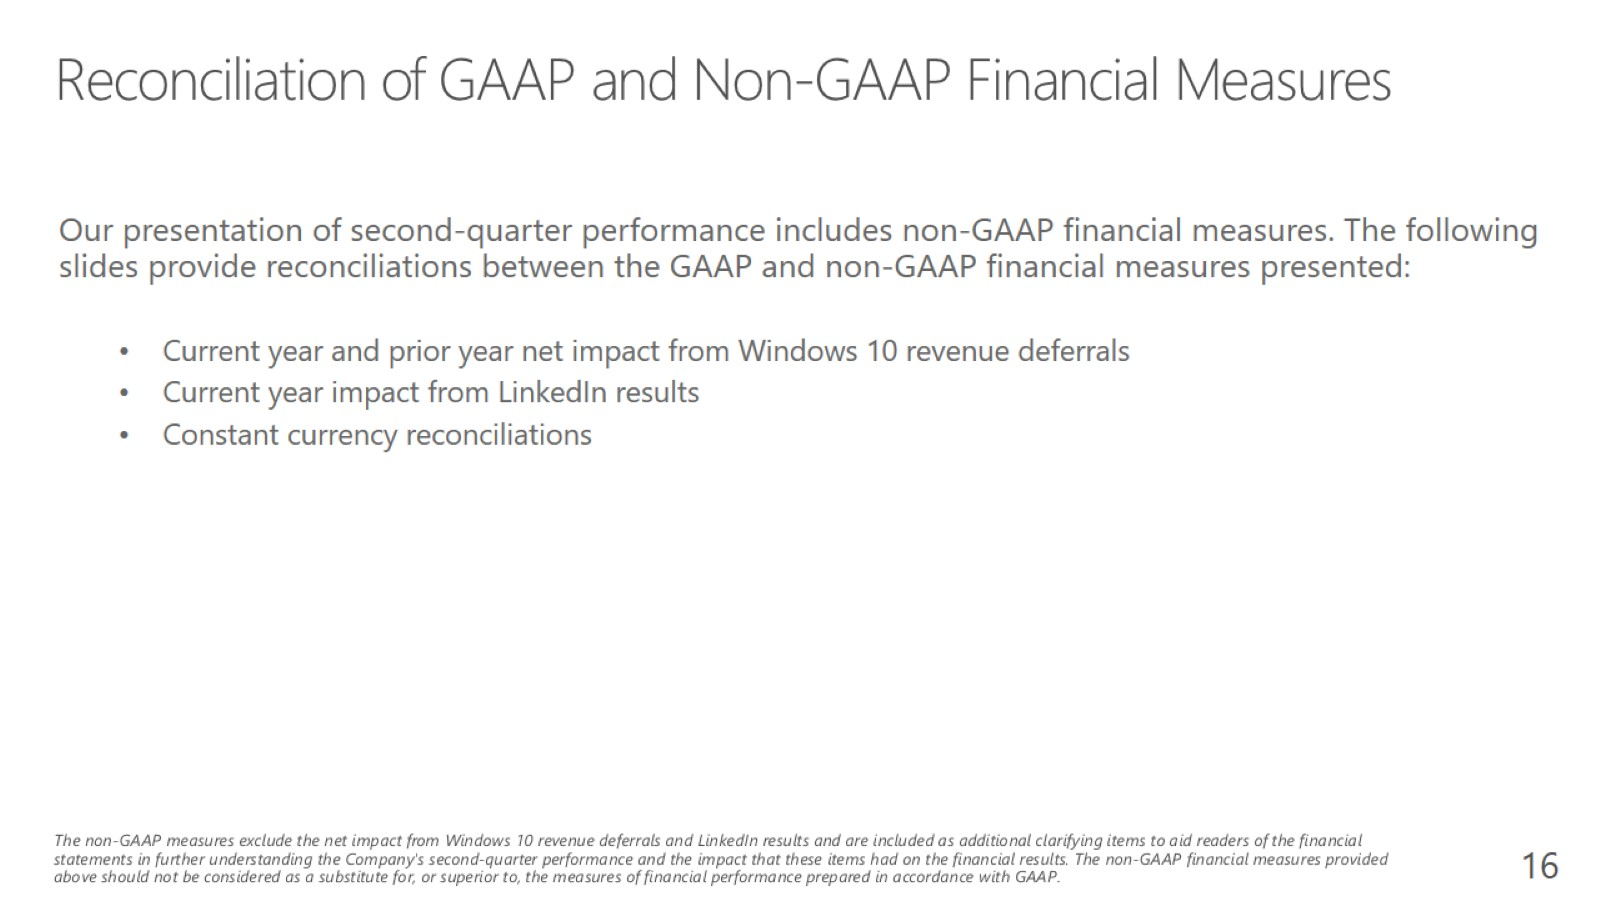 Reconciliation of GAAP and Non-GAAP Financial Measures
Our presentation of second-quarter performance includes non-GAAP financial measures. The following
slides provide reconciliations between the GAAP and non-GAAP financial measures presented:
• Current year and prior year net impact from Windows 10 revenue deferrals
• Current year impact from LinkedIn results
• Constant currency reconciliations
The non-GAAP measures exclude the net impact from Windows 10 revenue deferrals and LinkedIn results and are included as additional clarifying items to aid readers of the financial
statements in further understanding the Company's second-quarter performance and the impact that these items had on the financial results. The non-GAAP financial measures provided
above should not be considered as a substitute for, or superior to, the measures of financial performance prepared in accordance with GAAP.
16